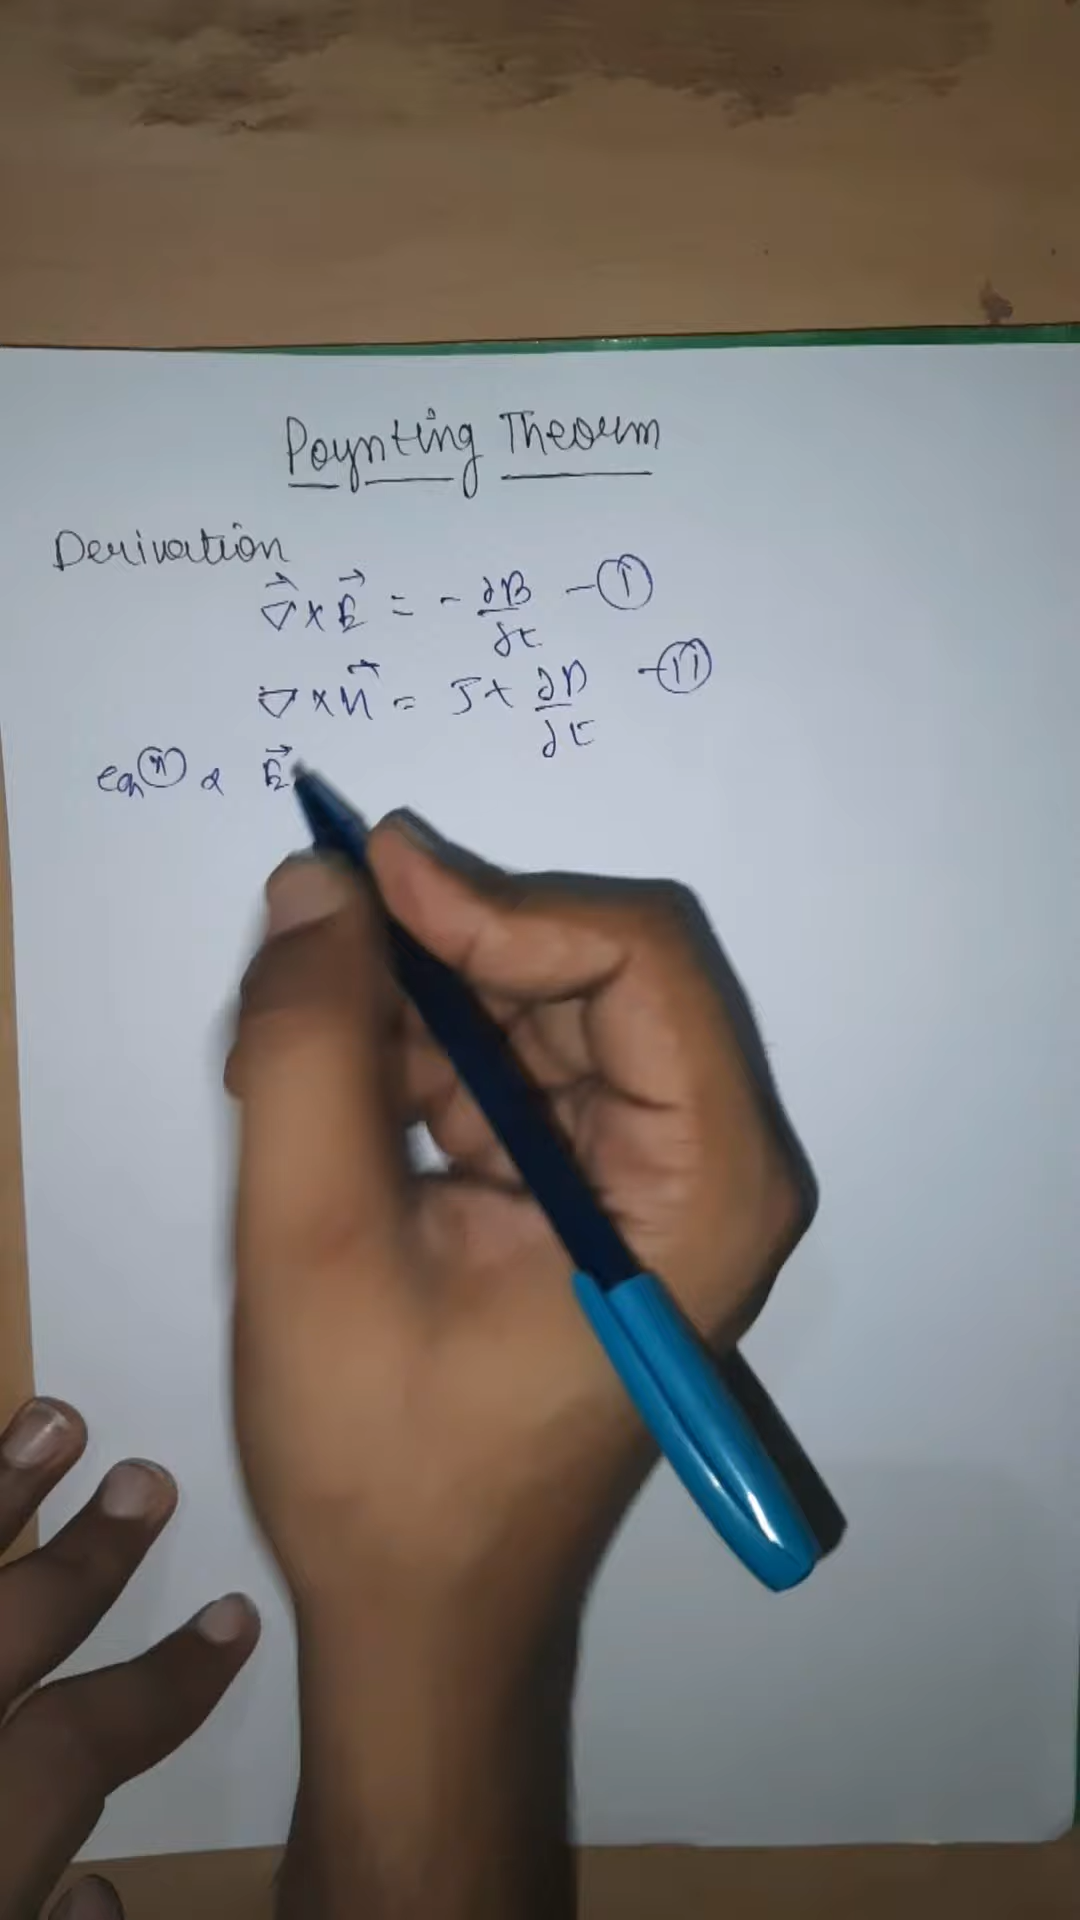 Poynting Theorem
Derivation
∇⃗ × E⃗ = - ∂B/∂t - (I)
∇ × H⃗ = J + ∂D/∂t - (II)
eqn (II) & E⃗